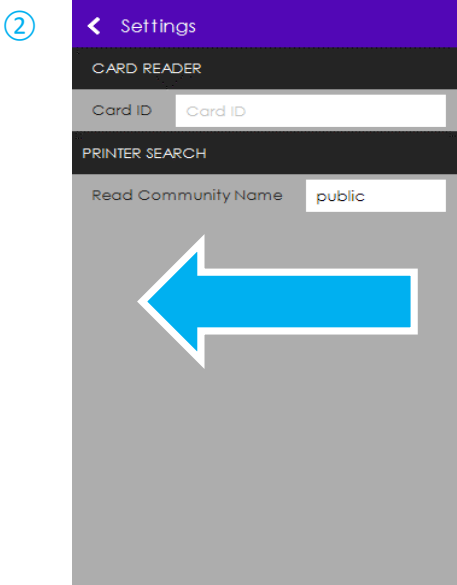 ②
Settings
CARD READER
Card ID Card ID
PRINTER SEARCH
Read Community Name public